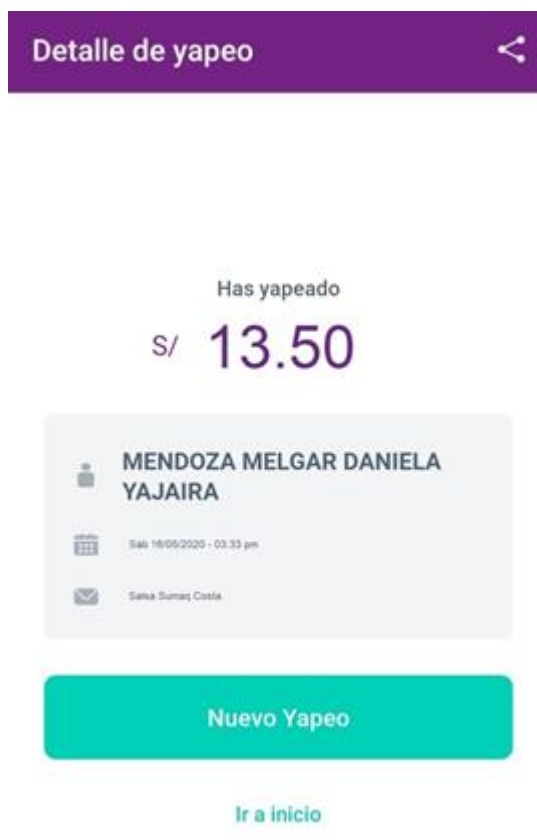 Detalle de yapeo
Has yapeado
S/ 13.50
MENDOZA MELGAR DANIELA
YAJAIRA
Sáb 16/05/2020 - 03:33 pm
Salsa Sumaq Costa
Nuevo Yapeo
Ir a inicio